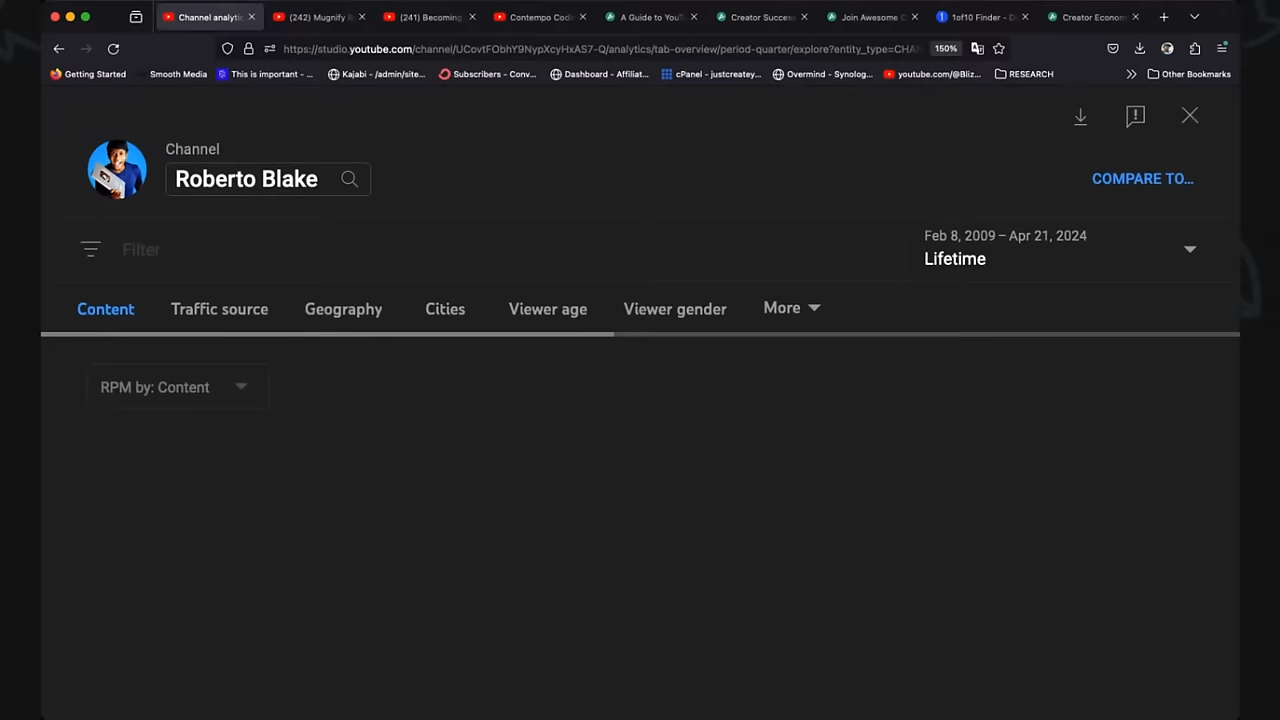 Channel analytic
(242) Mugnify R
(241) Becoming
Contempo Codi
A Guide to YouT
Creator Success
Join Awesome C
1of10 Finder - D
Creator Econom
https://studio.youtube.com/channel/UCovtFObhY9NypXcyHxAS7-Q/analytics/tab-overview/period-quarter/explore?entity_type=CHA
150%
Getting Started
Smooth Media
This is important - ...
Kajabi - /admin/site...
Subscribers - Conv...
Dashboard - Affiliat...
cPanel - justcreatey...
Overmind - Synolog...
youtube.com/@Bliz...
RESEARCH
Other Bookmarks
Channel
Roberto Blake
COMPARE TO...
Filter
Feb 8, 2009 – Apr 21, 2024
Lifetime
Content
Traffic source
Geography
Cities
Viewer age
Viewer gender
More
RPM by: Content